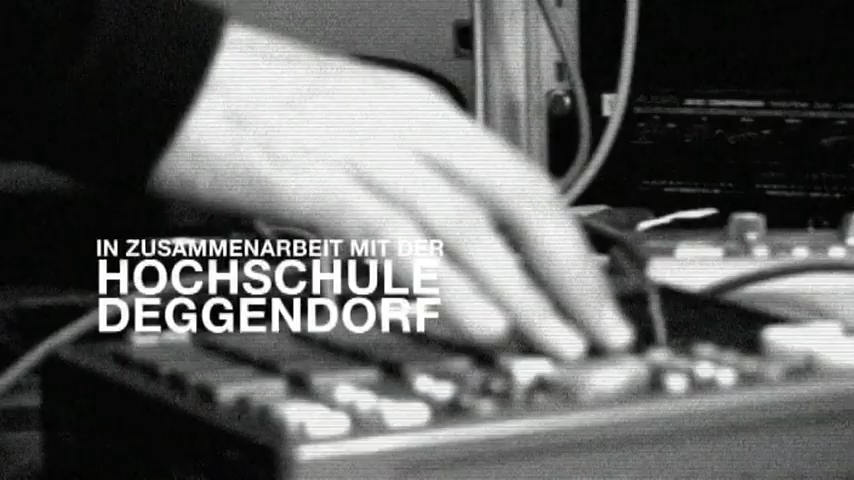 IN ZUSAMMENARBEIT MIT DER
HOCHSCHULE
DEGGENDORF